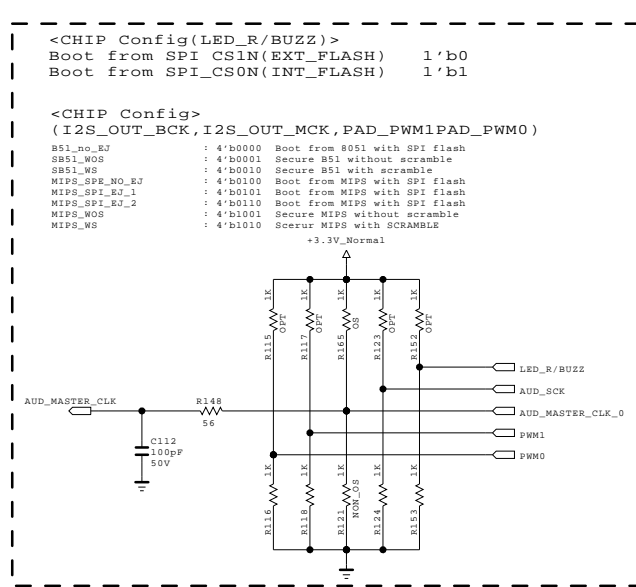 <CHIP Config(LED_R/BUZZ)>
Boot from SPI CS1N(EXT_FLASH) 1'b0
Boot from SPI_CS0N(INT_FLASH) 1'b1
<CHIP Config>
(I2S_OUT_BCK,I2S_OUT_MCK,PAD_PWM1PAD_PWM0)
B51_no_EJ : 4'b0000 Boot from 8051 with SPI flash
SB51_WOS : 4'b0001 Secure B51 without scramble
SB51_WS : 4'b0010 Secure B51 with scramble
MIPS_SPE_NO_EJ : 4'b0100 Boot from MIPS with SPI flash
MIPS_SPI_EJ_1 : 4'b0101 Boot from MIPS with SPI flash
MIPS_SPI_EJ_2 : 4'b0110 Boot from MIPS with SPI flash
MIPS_WOS : 4'b1001 Secure MIPS without scramble
MIPS_WS : 4'b1010 Scerur MIPS with SCRAMBLE
+3.3V_Normal
1K 1K 1K 1K 1K
OPT OPT OS OPT OPT
R115 R117 R165 R123 R152
LED_R/BUZZ
AUD_SCK
AUD_MASTER_CLK R148 AUD_MASTER_CLK_0
56
PWM1
C112
100pF
50V
PWM0
1K 1K 1K 1K 1K
NON_OS
R116 R118 R121 R124 R153